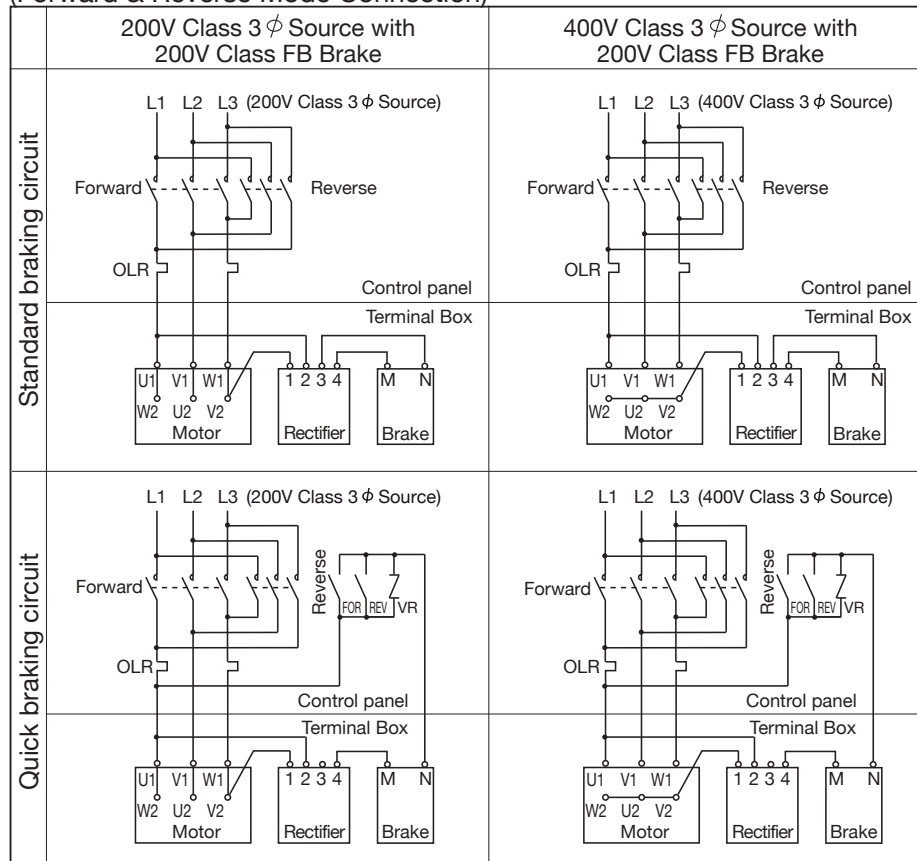 (Forward & Reverse Mode Connection)
200V Class 3 ϕ Source with
200V Class FB Brake
400V Class 3 ϕ Source with
200V Class FB Brake
Standard braking circuit
L1 L2 L3 (200V Class 3 ϕ Source)
Forward Reverse
OLR
Control panel
Terminal Box
U1 V1 W1 1 2 3 4 M N
W2 U2 V2
Motor Rectifier Brake
L1 L2 L3 (400V Class 3 ϕ Source)
Forward Reverse
OLR
Control panel
Terminal Box
U1 V1 W1 1 2 3 4 M N
W2 U2 V2
Motor Rectifier Brake
Quick braking circuit
L1 L2 L3 (200V Class 3 ϕ Source)
Forward Reverse FOR REV VR
OLR
Control panel
Terminal Box
U1 V1 W1 1 2 3 4 M N
W2 U2 V2
Motor Rectifier Brake
L1 L2 L3 (400V Class 3 ϕ Source)
Forward Reverse FOR REV VR
OLR
Control panel
Terminal Box
U1 V1 W1 1 2 3 4 M N
W2 U2 V2
Motor Rectifier Brake